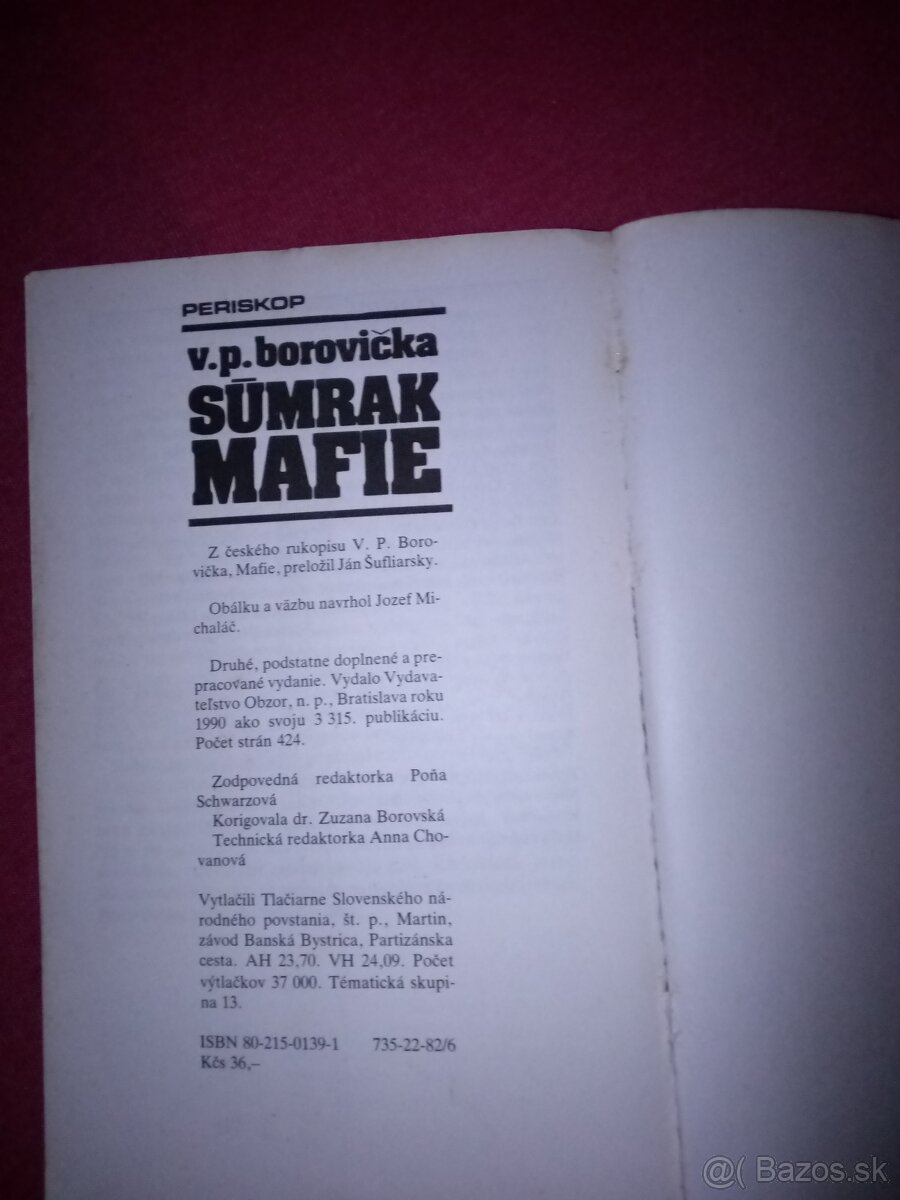 PERISKOP
v.p.borovička
SÚMRAK
MAFIE
Z českého rukopisu V. P. Boro-
vička, Mafie, preložil Ján Šufliarsky.
Obálku a väzbu navrhol Jozef Mi-
chaláč.
Druhé, podstatne doplnené a pre-
pracované vydanie. Vydalo Vydava-
teľstvo Obzor, n. p., Bratislava roku
1990 ako svoju 3 315. publikáciu.
Počet strán 424.
Zodpovedná redaktorka Poňa
Schwarzová
Korigovala dr. Zuzana Borovská
Technická redaktorka Anna Cho-
vanová
Vytlačili Tlačiarne Slovenského ná-
rodného povstania, št. p., Martin,
závod Banská Bystrica, Partizánska
cesta. AH 23,70. VH 24,09. Počet
výtlačkov 37 000. Tématická skupi-
na 13.
ISBN 80-215-0139-1 735-22-82/6
Kčs 36,–
@( Bazos.sk